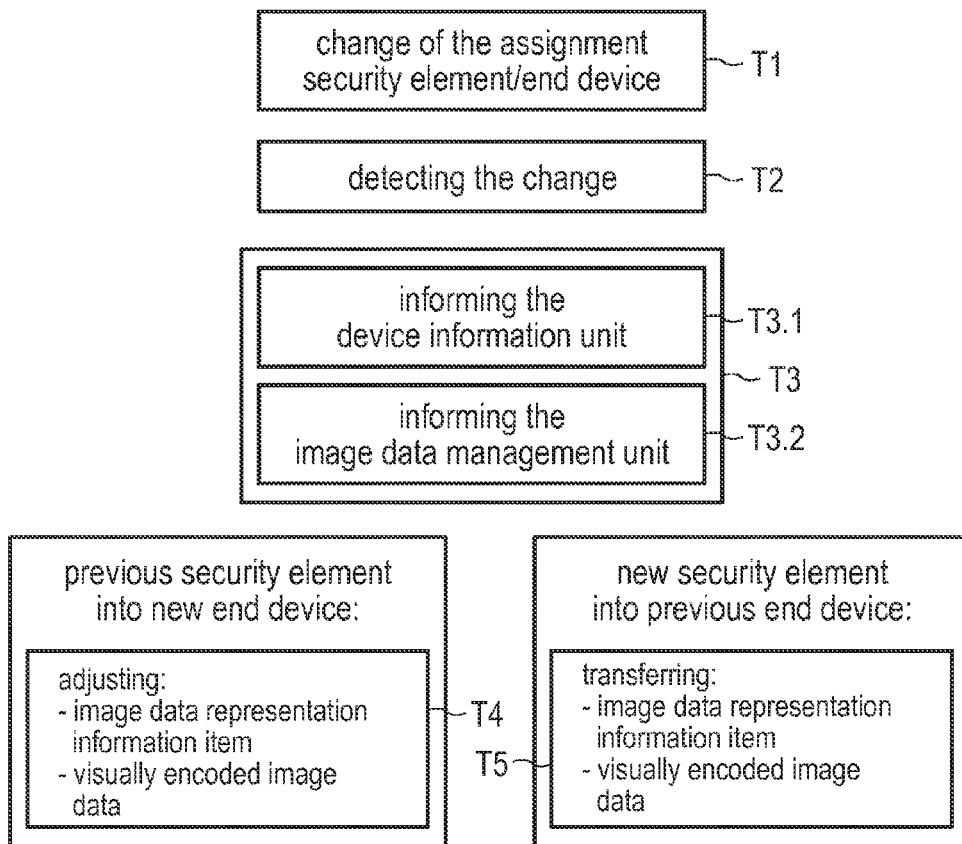 change of the assignment
security element/end device
T1
detecting the change
T2
informing the
device information unit
T3.1
T3
informing the
image data management unit
T3.2
previous security element
into new end device:
adjusting:
- image data representation
information item
- visually encoded image
data
T4
new security element
into previous end device:
transferring:
- image data representation
information item
- visually encoded image
data
T5